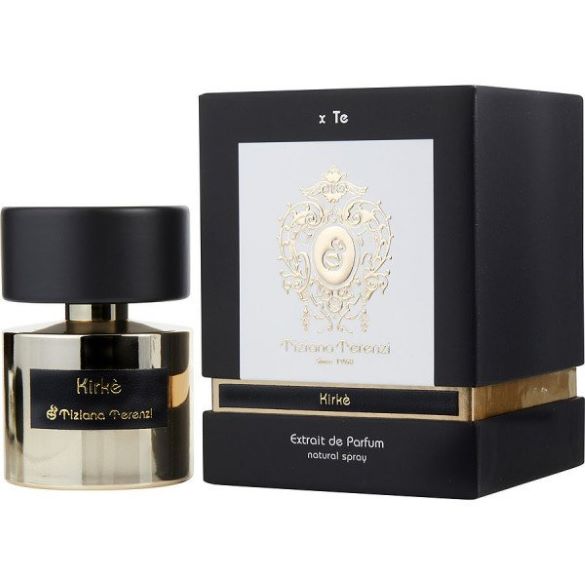 x Te
Tiziana Terenzi
Since 1968
Kirkè
Extrait de Parfum
natural spray
Kirkè
Tiziana Terenzi